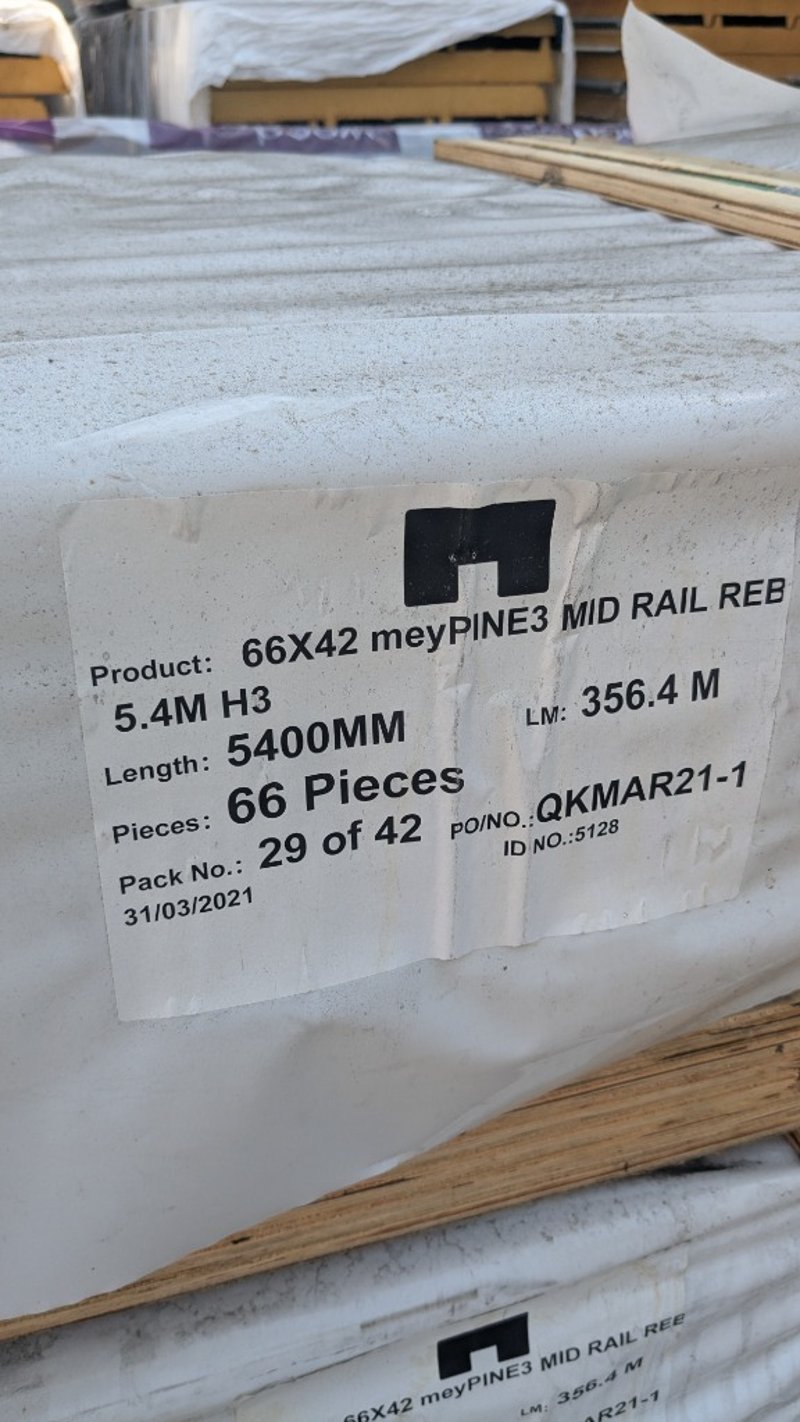 Product: 66X42 meyPINE3 MID RAIL REB
5.4M H3
Length: 5400MM LM: 356.4 M
Pieces: 66 Pieces
Pack No.: 29 of 42 PO/NO.:QKMAR21-1
31/03/2021 ID NO.:5128
66X42 meyPINE3 MID RAIL REB
LM: 356.4 M
AR21-1